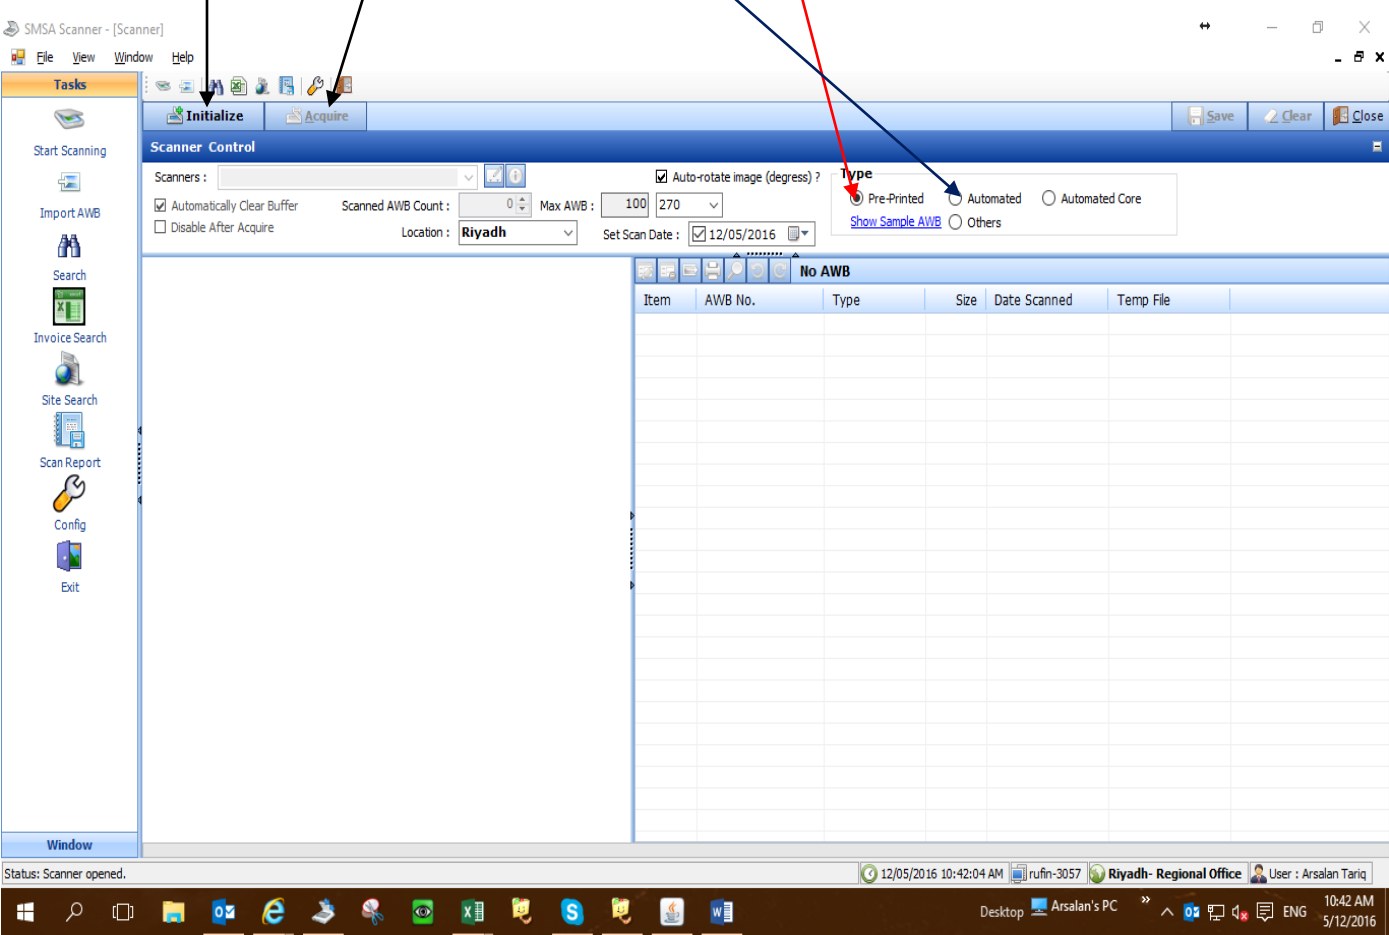 SMSA Scanner - [Scanner]
File View Window Help
Tasks
Initialize Acquire Save Clear Close
Start Scanning
Import AWB
Search
Invoice Search
Site Search
Scan Report
Config
Exit
Window
Scanner Control
Scanners :
Automatically Clear Buffer Scanned AWB Count : 0 Max AWB : 100
Disable After Acquire Location : Riyadh
Auto-rotate image (degress) ?
270
Set Scan Date : 12/05/2016
Type
Pre-Printed Automated Automated Core
Show Sample AWB Others
No AWB
Item AWB No. Type Size Date Scanned Temp File
Status: Scanner opened. 12/05/2016 10:42:04 AM rufin-3057 Riyadh- Regional Office User : Arsalan Tariq
Desktop Arsalan's PC ENG 10:42 AM
5/12/2016